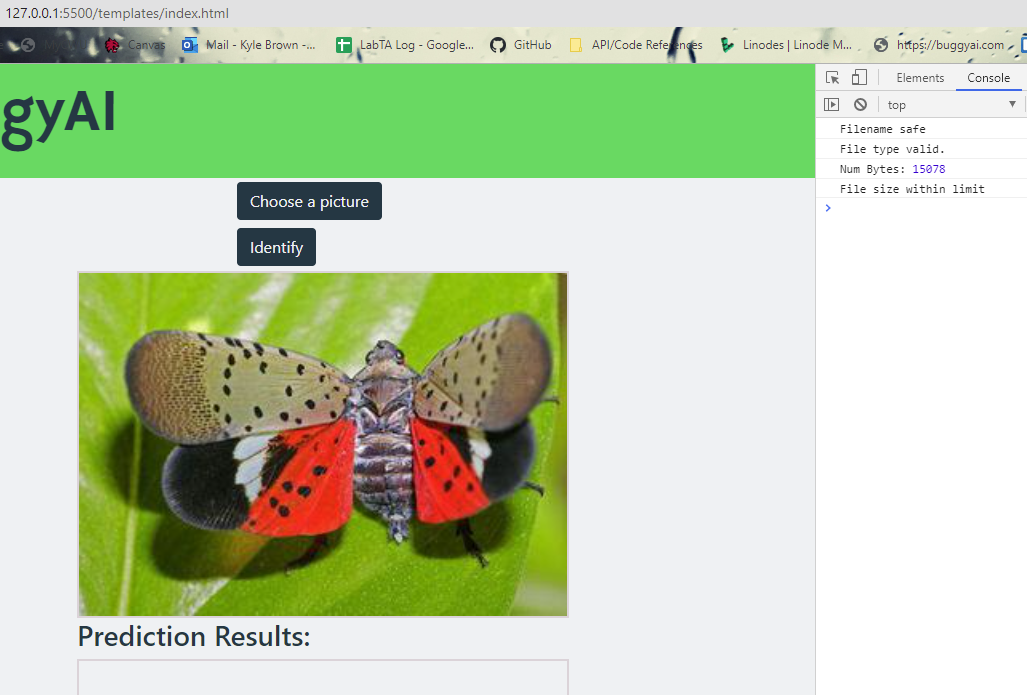 127.0.0.1:5500/templates/index.html
Canvas Mail - Kyle Brown -... LabTA Log - Google... GitHub API/Code References Linodes | Linode M... https://buggyai.com
Elements Console
top
gyAI
Filename safe
File type valid.
Num Bytes: 15078
File size within limit
Choose a picture
Identify
Prediction Results: